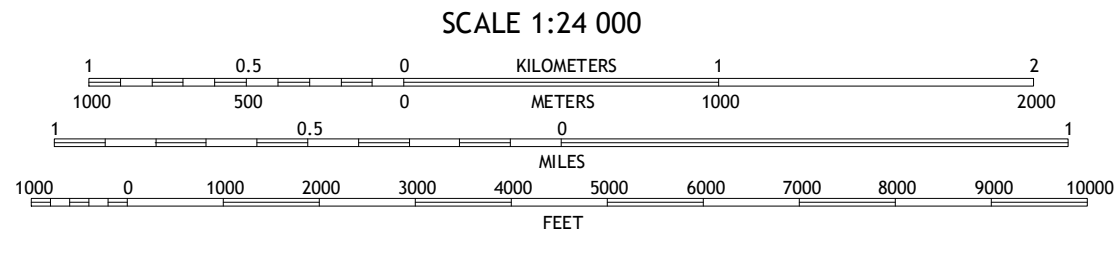 SCALE 1:24 000
1 0.5 0 KILOMETERS 1 2
1000 500 0 METERS 1000 2000
1 0.5 0 1
MILES
1000 0 1000 2000 3000 4000 5000 6000 7000 8000 9000 10000
FEET